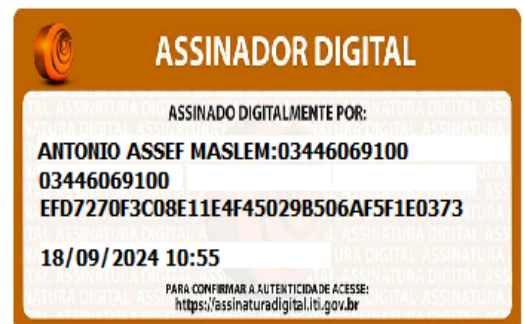 ASSINADOR DIGITAL
ASSINADO DIGITALMENTE POR:
ANTONIO ASSEF MASLEM:03446069100
03446069100
EFD7270F3C08E11E4F45029B506AF5F1E0373
18/09/2024 10:55
PARA CONFIRMAR A AUTENTICIDADE ACESSE:
https://assinaturadigital.iti.gov.br